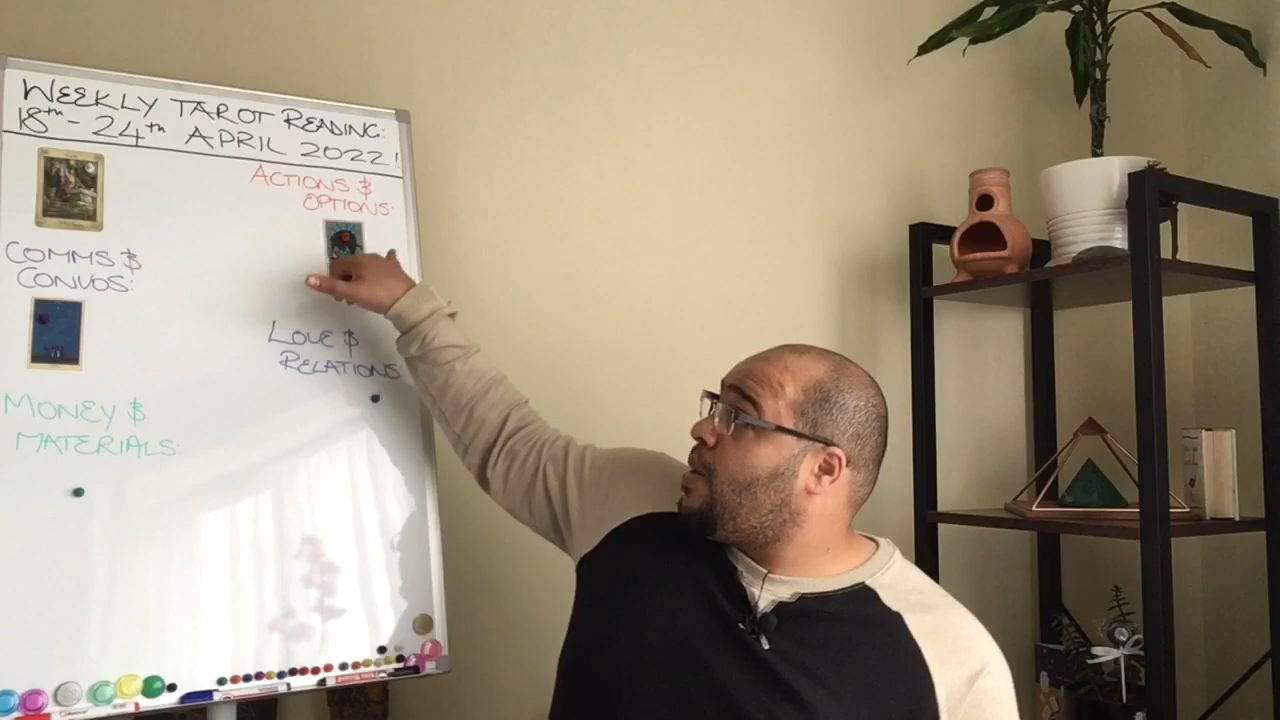 WEEKLY TAROT READING:
18th - 24th APRIL 2022!
ACTIONS &
OPTIONS:
COMMS &
CONVOS:
LOVE &
RELATIONS
MONEY &
MATERIALS: